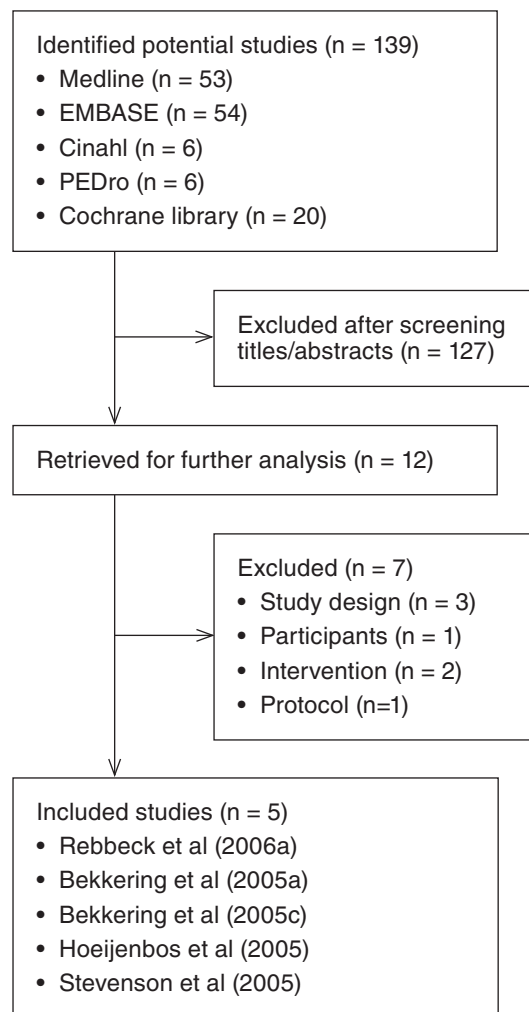 Identified potential studies (n = 139)
• Medline (n = 53)
• EMBASE (n = 54)
• Cinahl (n = 6)
• PEDro (n = 6)
• Cochrane library (n = 20)
Excluded after screening
titles/abstracts (n = 127)
Retrieved for further analysis (n = 12)
Excluded (n = 7)
• Study design (n = 3)
• Participants (n = 1)
• Intervention (n = 2)
• Protocol (n=1)
Included studies (n = 5)
• Rebbeck et al (2006a)
• Bekkering et al (2005a)
• Bekkering et al (2005c)
• Hoeijenbos et al (2005)
• Stevenson et al (2005)